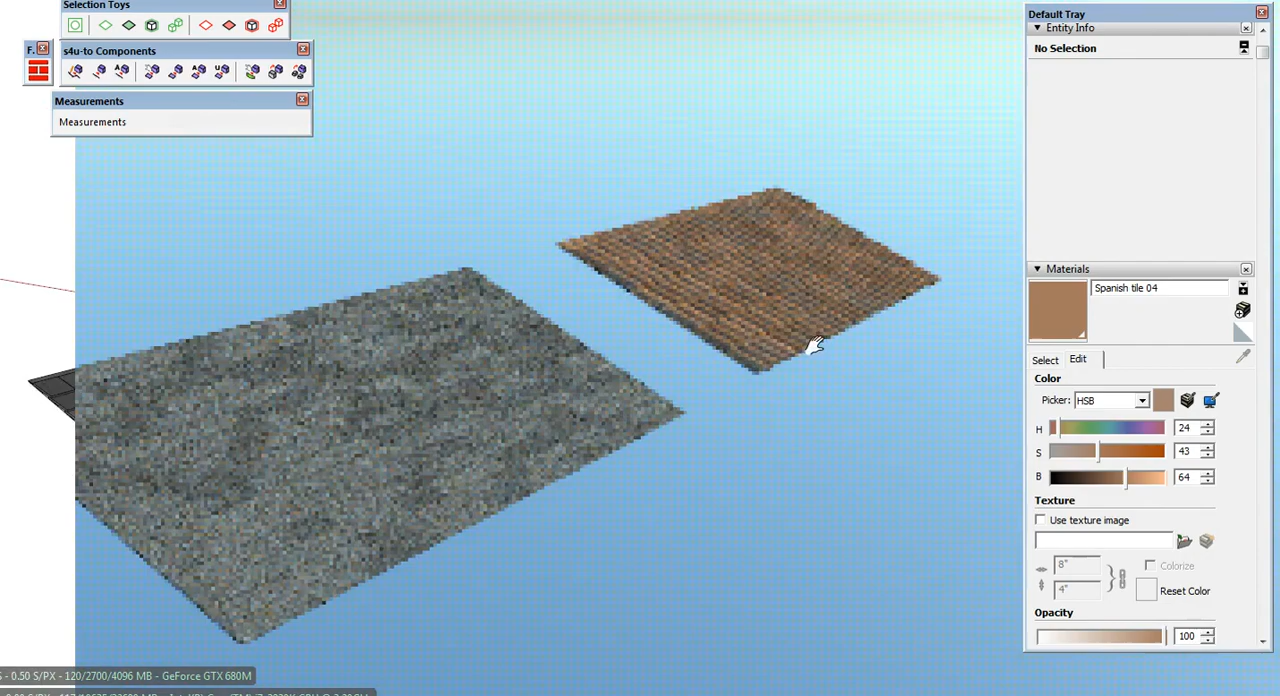 Selection Toys
F.
s4u-to Components
Measurements
Measurements
Default Tray
Entity Info
No Selection
Materials
Spanish tile 04
Select Edit
Color
Picker: HSB
H 24
S 43
B 64
Texture
Use texture image
8"
Colorize
4"
Reset Color
Opacity
100
- 0.50 S/PX - 120/2700/4096 MB - GeForce GTX 680M